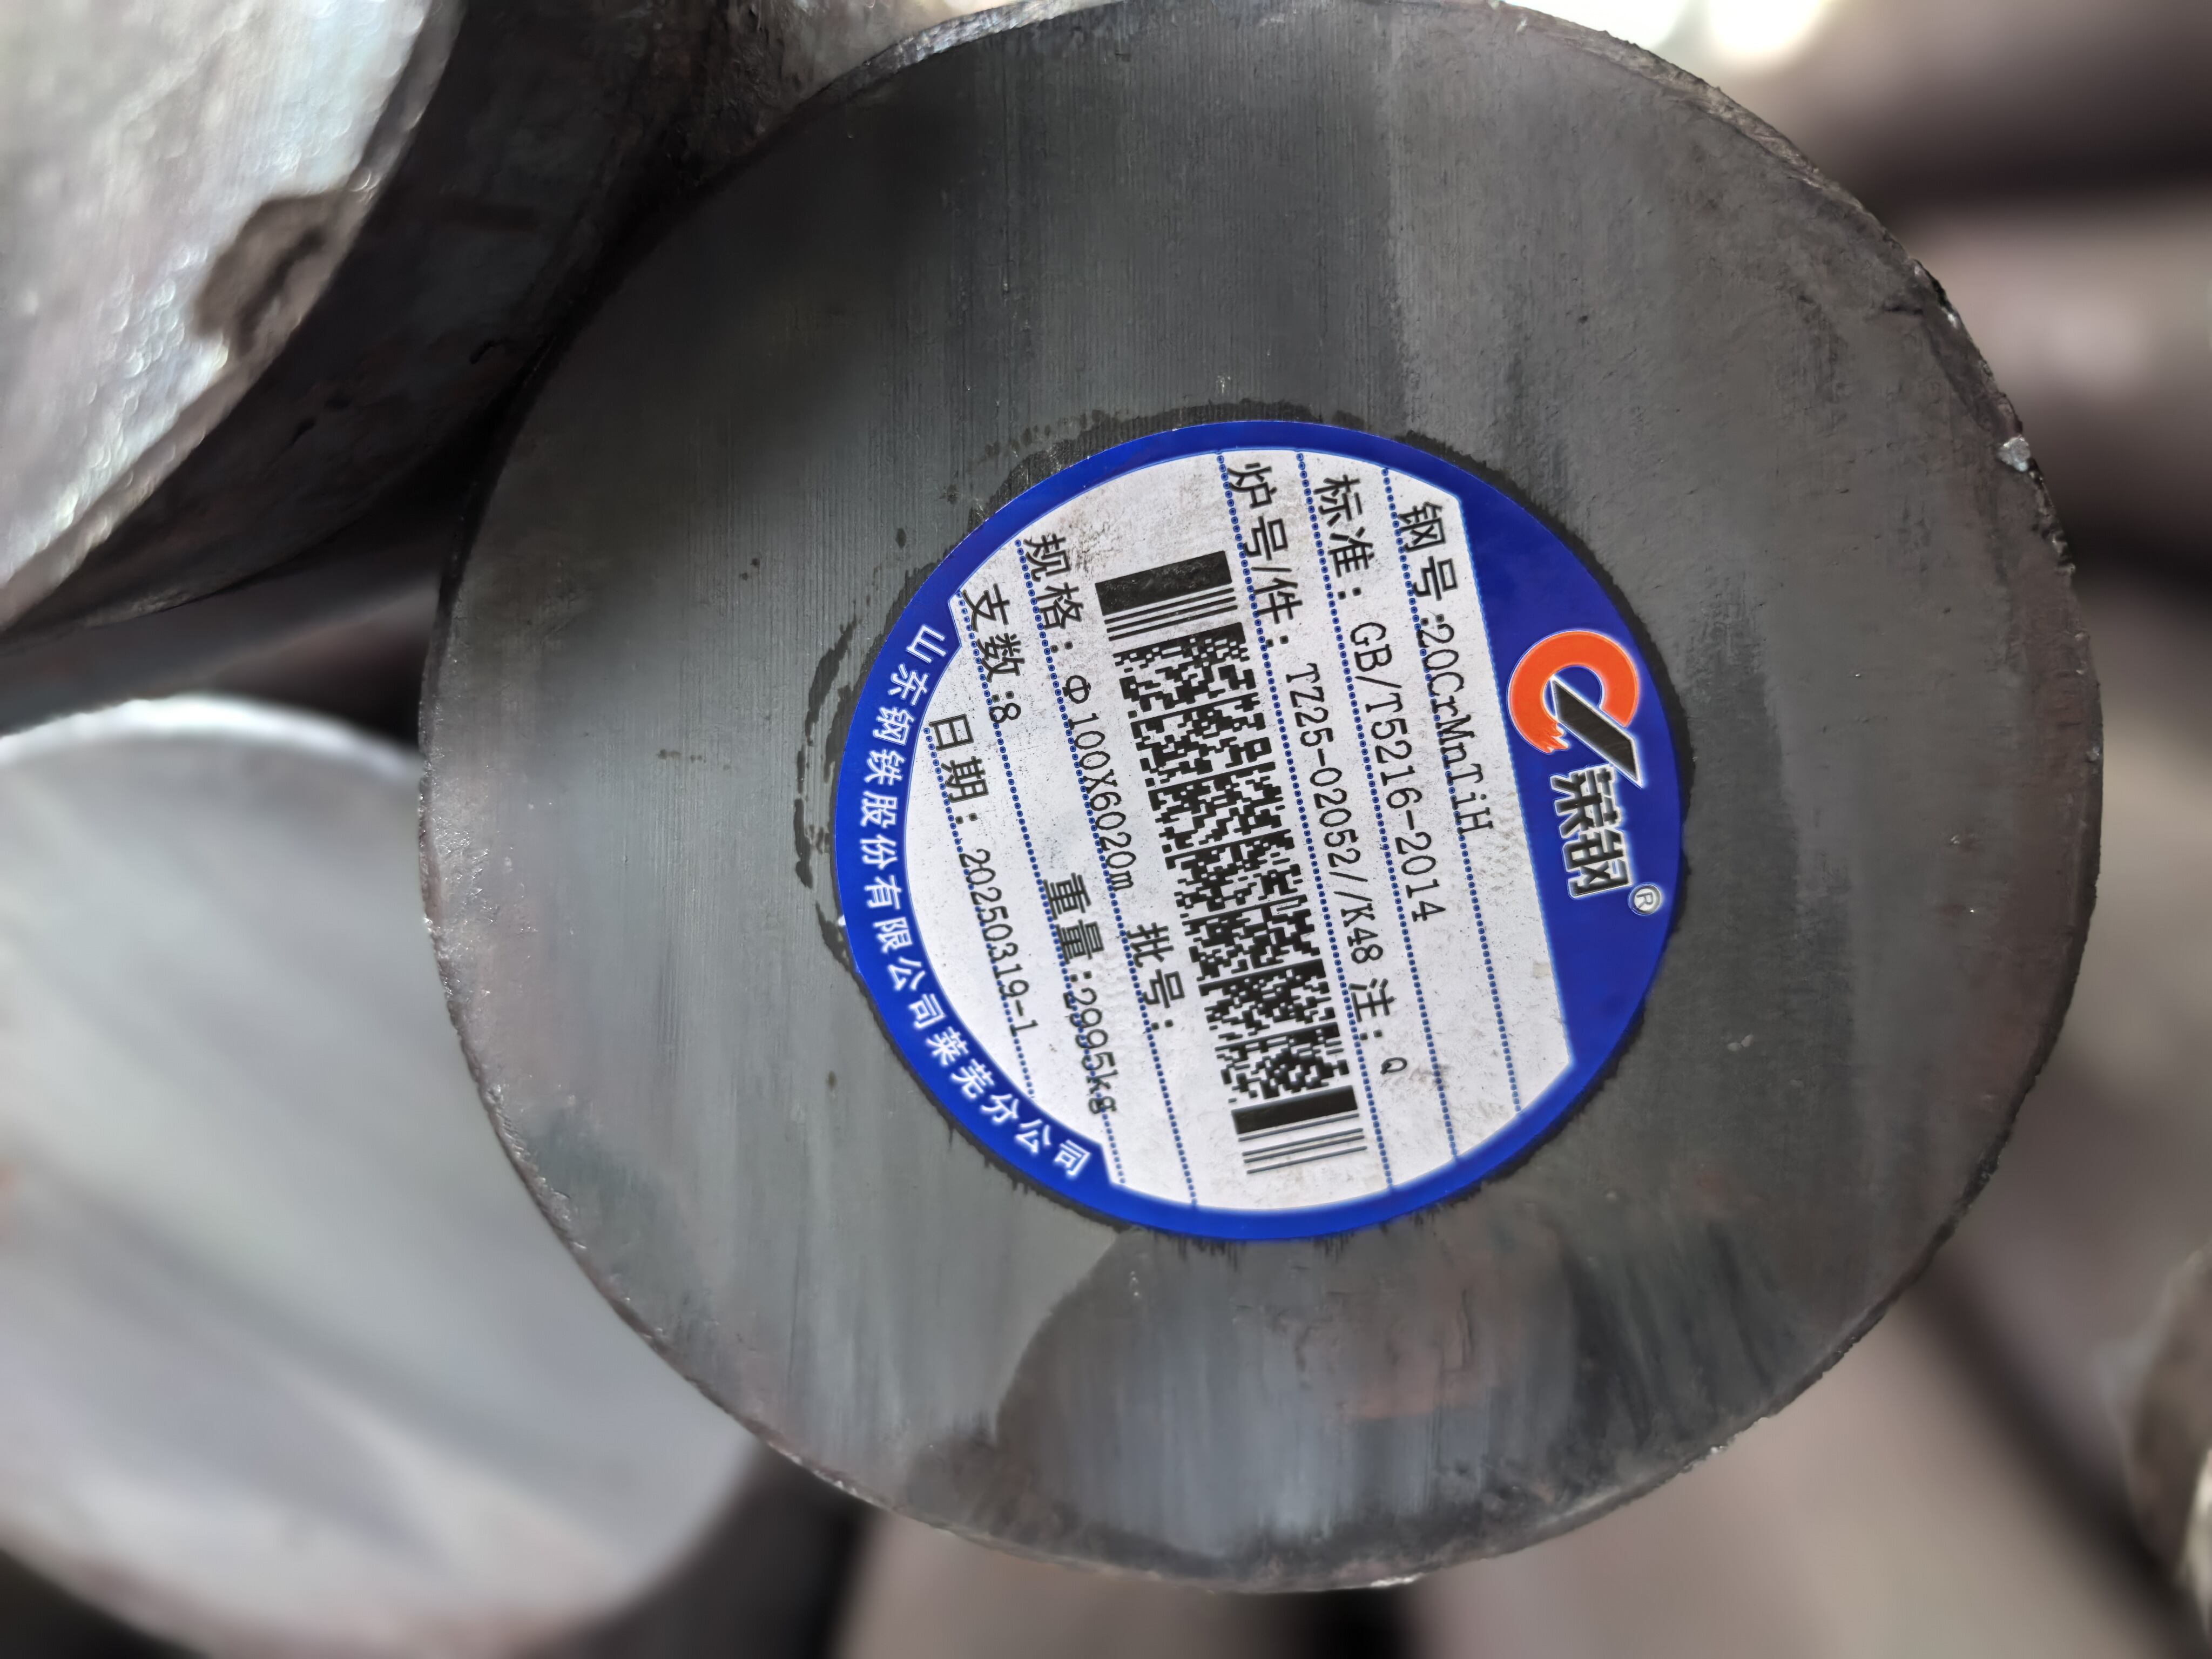 莱钢®
钢号:20CrMnTiH
标准: GB/T5216-2014
炉号/件: TZ25-02052//K48 注: Q
规格: Φ100X6020m 批号:
支数:8 重量:2995kg
日期: 20250319-1
山东钢铁股份有限公司莱芜分公司